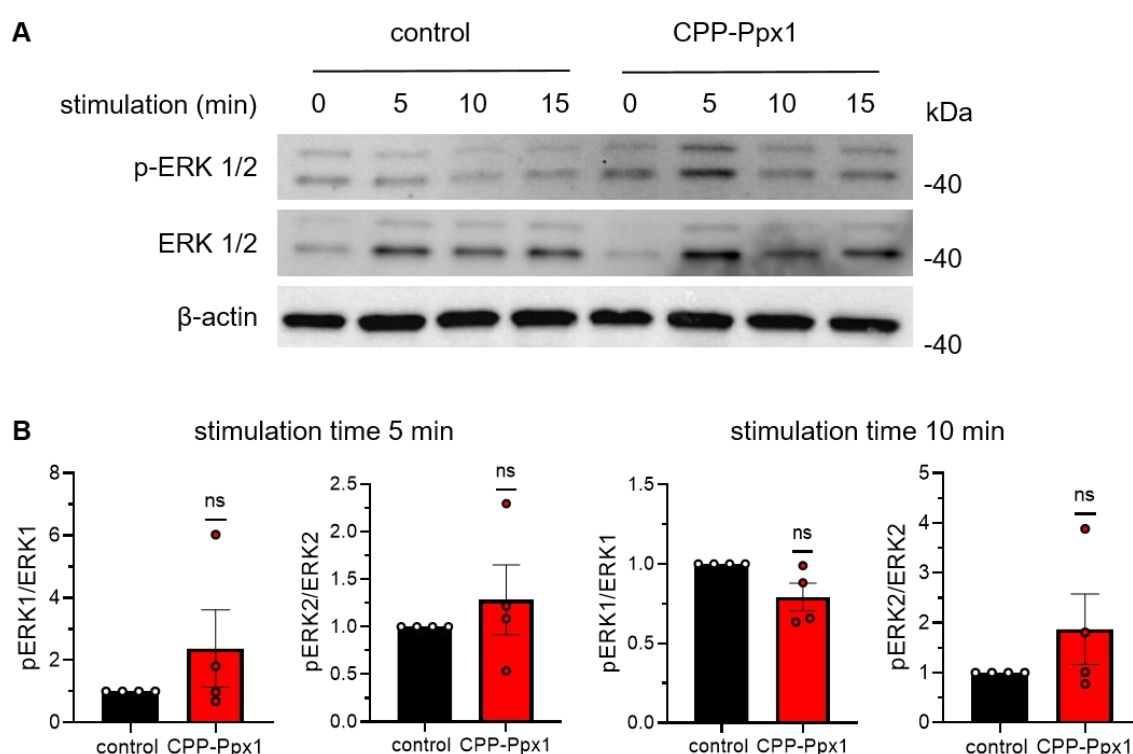 A
control CPP-Ppx1
stimulation (min) 0 5 10 15 0 5 10 15 kDa
p-ERK 1/2 -40
ERK 1/2 -40
β-actin -40
B
stimulation time 5 min stimulation time 10 min
pERK1/ERK1
8
6
4
2
0
ns
control CPP-Ppx1
pERK2/ERK2
2.5
2.0
1.5
1.0
0.5
0.0
ns
control CPP-Ppx1
pERK1/ERK1
1.5
1.0
0.5
0.0
ns
control CPP-Ppx1
pERK2/ERK2
5
4
3
2
1
0
ns
control CPP-Ppx1